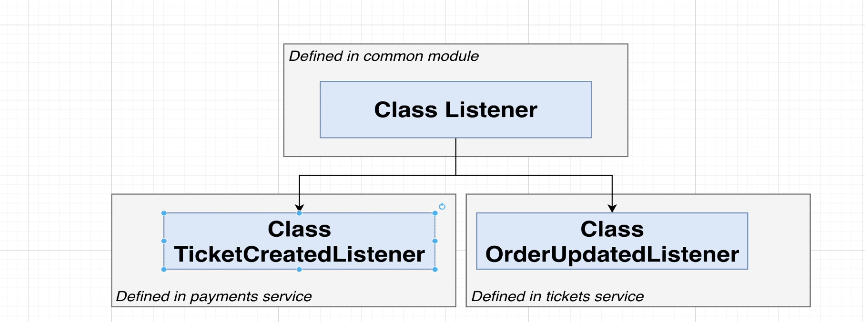 Defined in common module
Class Listener
Class
TicketCreatedListener
Defined in payments service
Class
OrderUpdatedListener
Defined in tickets service